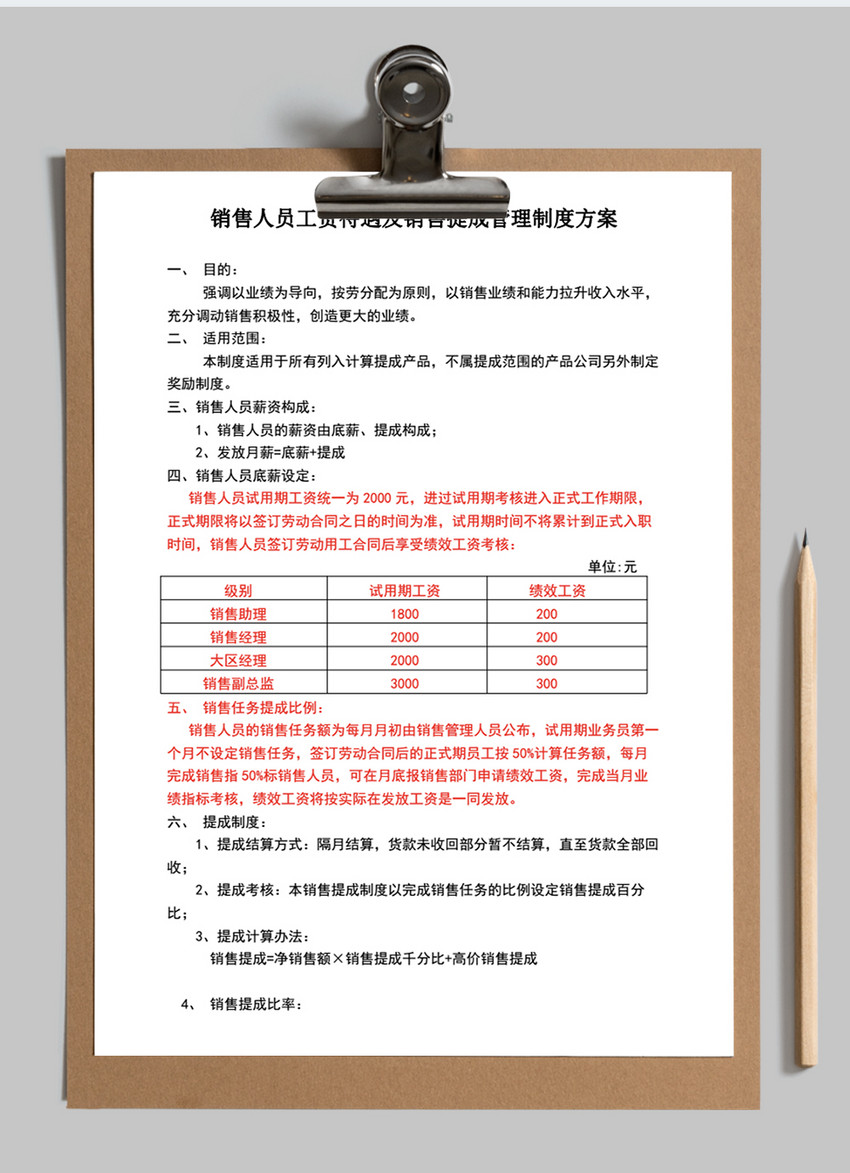 销售人员工资待遇及销售提成管理制度方案
一、 目的：
强调以业绩为导向，按劳分配为原则，以销售业绩和能力拉升收入水平，
充分调动销售积极性，创造更大的业绩。
二、 适用范围：
本制度适用于所有列入计算提成产品，不属提成范围的产品公司另外制定
奖励制度。
三、销售人员薪资构成：
1、销售人员的薪资由底薪、提成构成；
2、发放月薪=底薪+提成
四、销售人员底薪设定：
销售人员试用期工资统一为 2000 元，进过试用期考核进入正式工作期限，
正式期限将以签订劳动合同之日的时间为准，试用期时间不将累计到正式入职
时间，销售人员签订劳动用工合同后享受绩效工资考核：
单位:元
级别 试用期工资 绩效工资
销售助理 1800 200
销售经理 2000 200
大区经理 2000 300
销售副总监 3000 300
五、 销售任务提成比例：
销售人员的销售任务额为每月月初由销售管理人员公布，试用期业务员第一
个月不设定销售任务，签订劳动合同后的正式期员工按 50%计算任务额，每月
完成销售指 50%标销售人员，可在月底报销售部门申请绩效工资，完成当月业
绩指标考核，绩效工资将按实际在发放工资是一同发放。
六、 提成制度：
1、提成结算方式：隔月结算，货款未收回部分暂不结算，直至货款全部回
收；
2、提成考核：本销售提成制度以完成销售任务的比例设定销售提成百分
比；
3、提成计算办法：
销售提成=净销售额×销售提成千分比+高价销售提成
4、 销售提成比率：